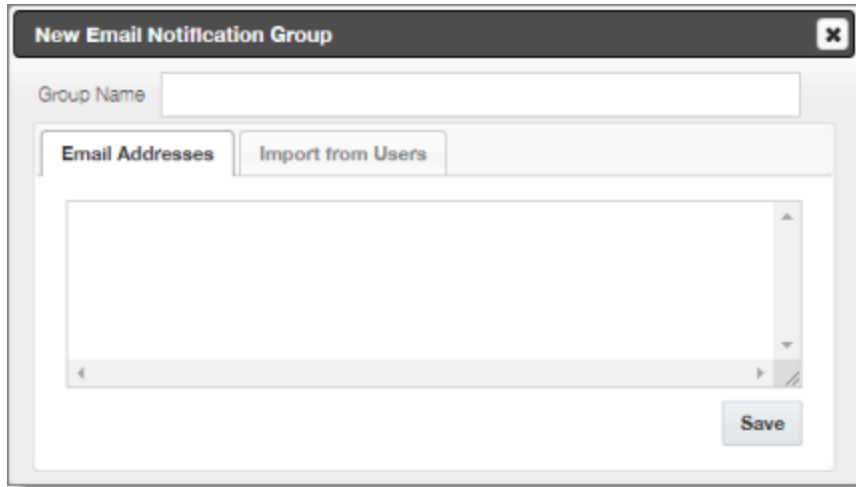 New Email Notification Group
Group Name
Email Addresses Import from Users
Save